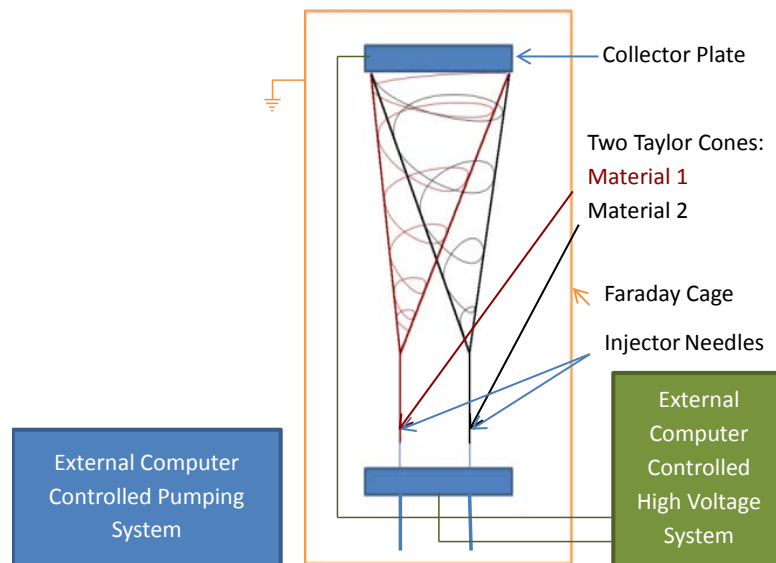 Collector Plate
Two Taylor Cones:
Material 1
Material 2
Faraday Cage
Injector Needles
External Computer
Controlled Pumping
System
External
Computer
Controlled
High Voltage
System